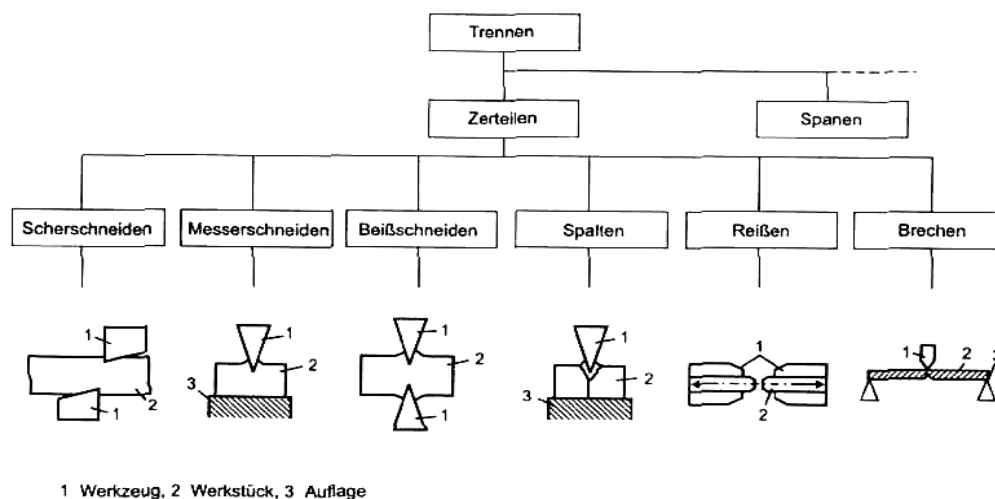 Trennen
Zerteilen
Spanen
Scherschneiden
Messerschneiden
Beißschneiden
Spalten
Reißen
Brechen
1
2
1
1
2
3
1
2
1
1
2
3
1
2
1
2
3
1 Werkzeug, 2 Werkstück, 3 Auflage